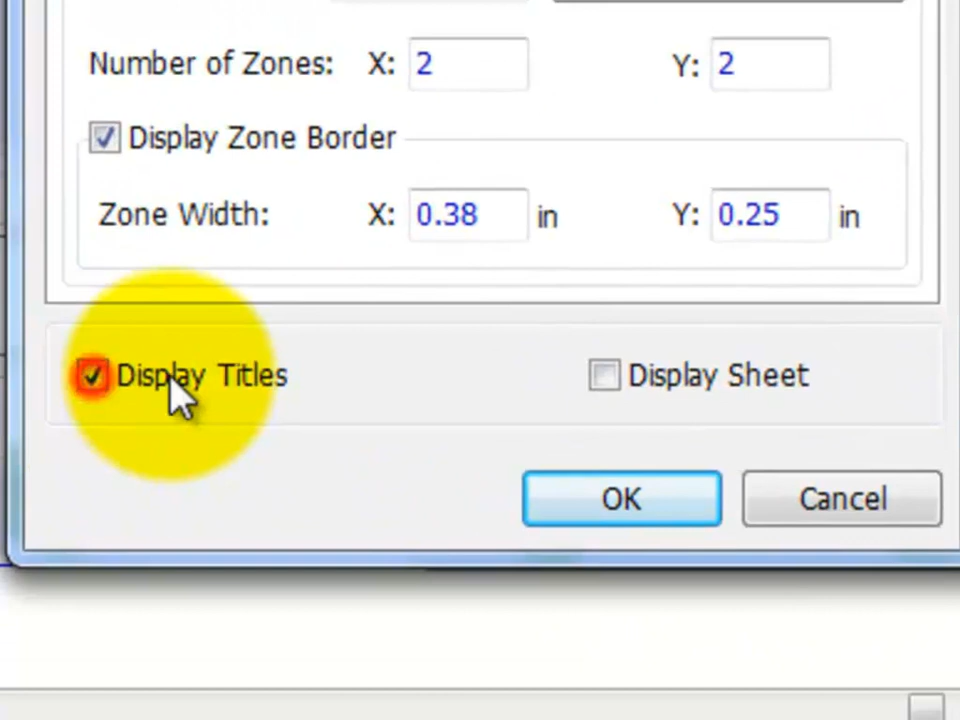 Number of Zones: X: 2 Y: 2
Display Zone Border
Zone Width: X: 0.38 in Y: 0.25 in
Display Titles Display Sheet
OK Cancel